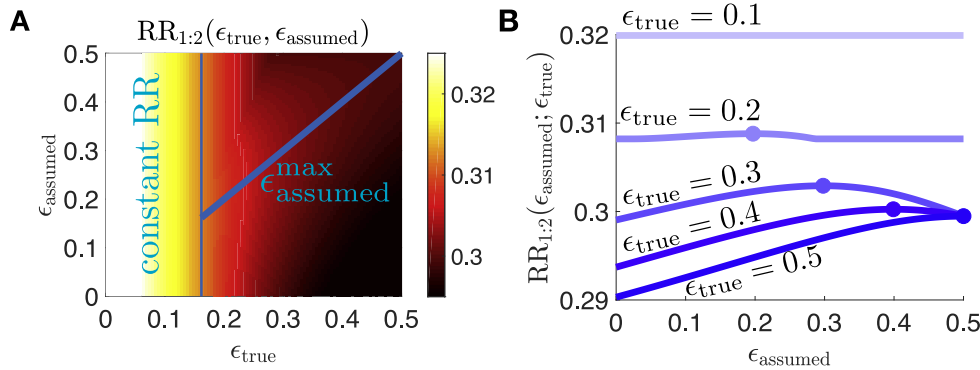 A
RR₁:₂(ϵtrue, ϵassumed)
0.5
0.4
0.3
0.2
0.1
0
ϵassumed
constant RR
ϵ^max_assumed
0 0.1 0.2 0.3 0.4 0.5
ϵtrue
0.32
0.31
0.3
B
ϵtrue = 0.1
ϵtrue = 0.2
ϵtrue = 0.3
ϵtrue = 0.4
ϵtrue = 0.5
0.32
0.31
0.3
0.29
RR₁:₂(ϵassumed; ϵtrue)
0 0.1 0.2 0.3 0.4 0.5
ϵassumed